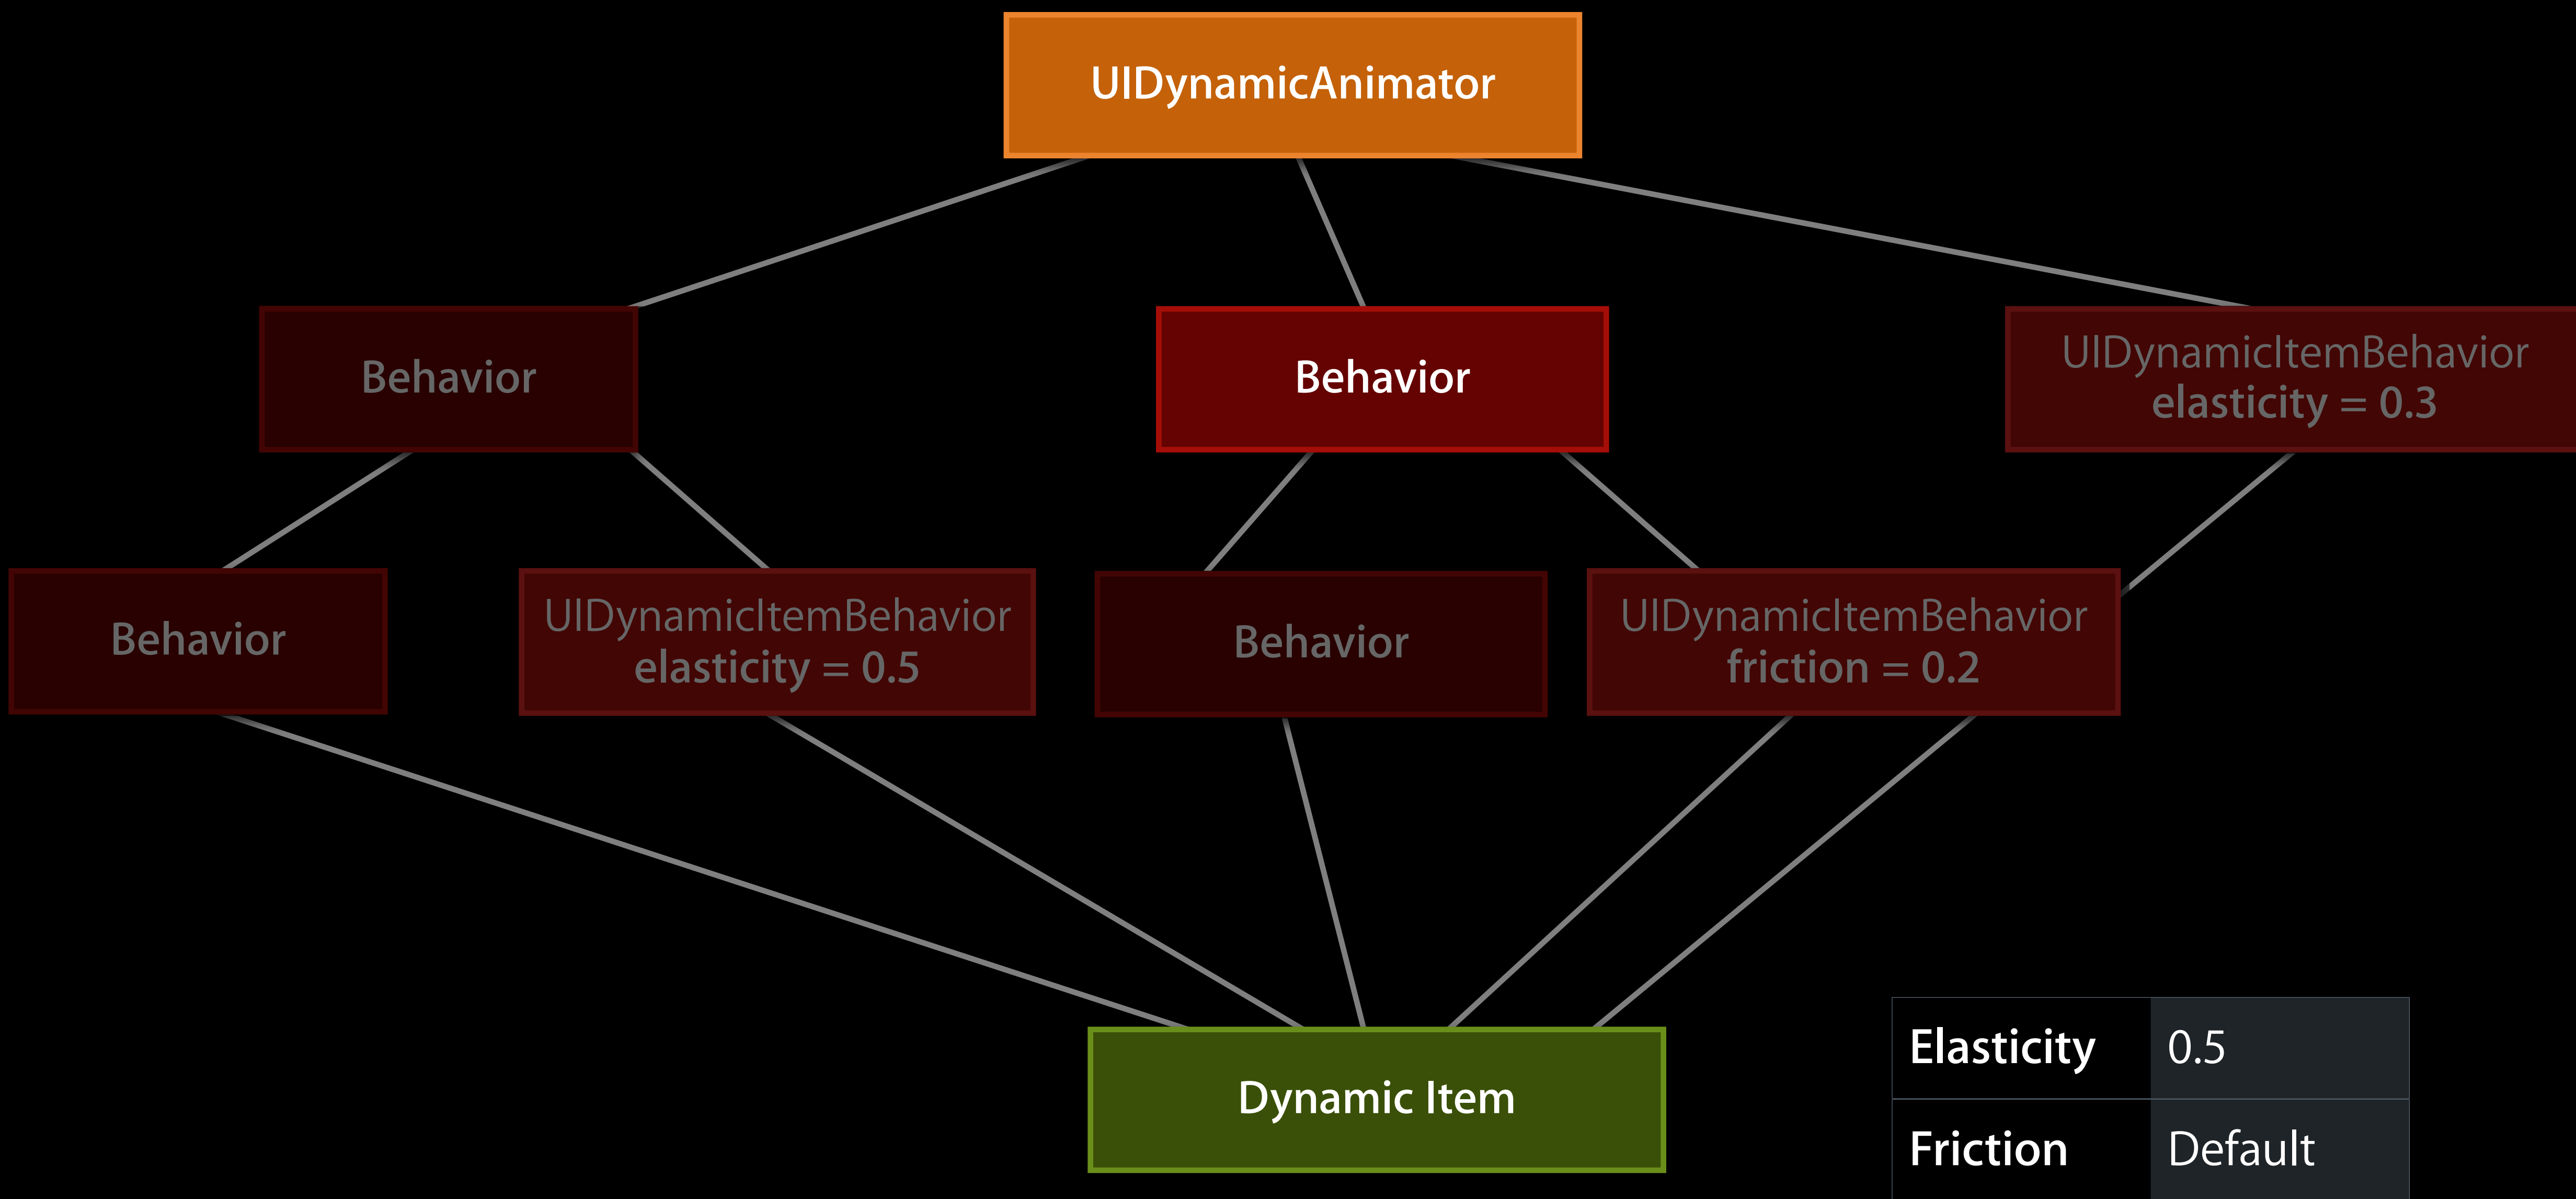 UIDynamicAnimator
Behavior
Behavior
UIDynamicItemBehavior
elasticity = 0.3
Behavior
UIDynamicItemBehavior
elasticity = 0.5
Behavior
UIDynamicItemBehavior
friction = 0.2
Dynamic Item
Elasticity 0.5
Friction Default